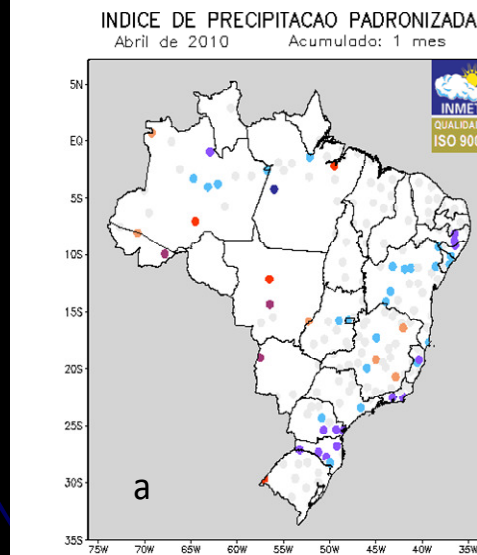 INDICE DE PRECIPITACAO PADRONIZADA
Abril de 2010 Acumulado: 1 mes
INMET
QUALIDAD
ISO 900
5N
EQ
5S
10S
15S
20S
25S
30S
35S
a
75W 70W 65W 60W 55W 50W 45W 40W 35W